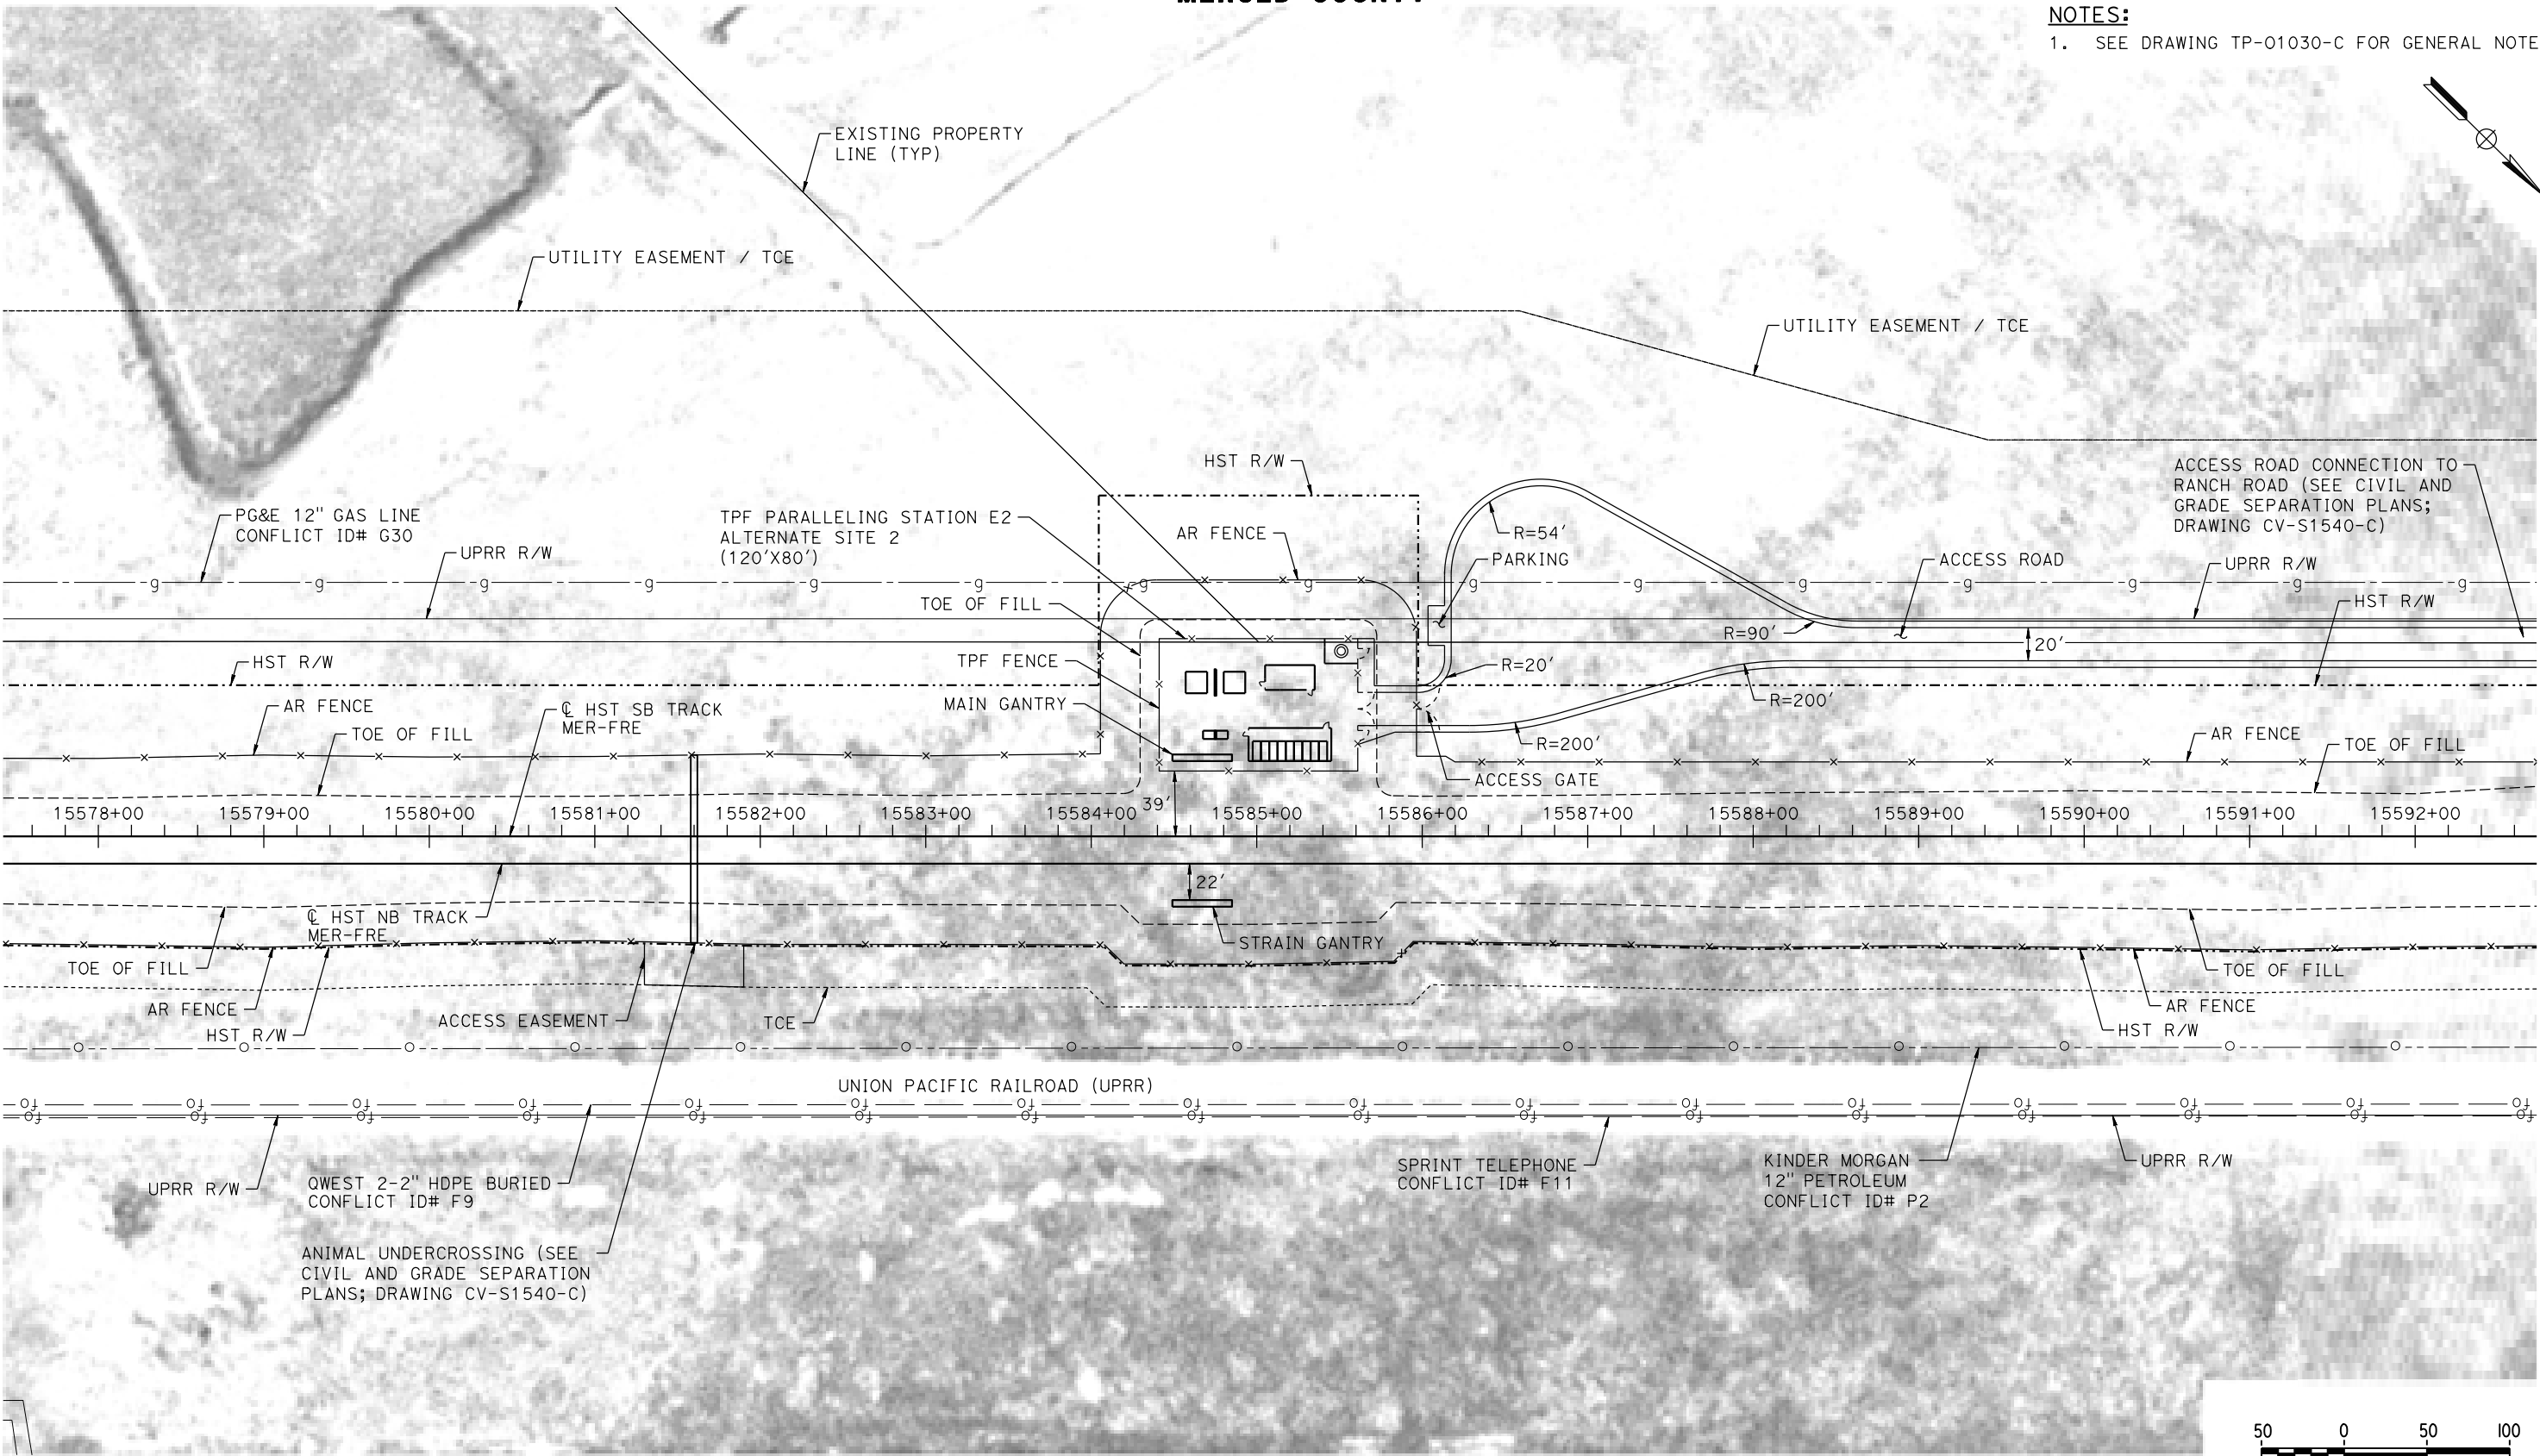 MERCED COUNTY
NOTES:
1. SEE DRAWING TP-01030-C FOR GENERAL NOTE
EXISTING PROPERTY
LINE (TYP)
UTILITY EASEMENT / TCE
UTILITY EASEMENT / TCE
HST R/W
ACCESS ROAD CONNECTION TO
RANCH ROAD (SEE CIVIL AND
GRADE SEPARATION PLANS;
DRAWING CV-S1540-C)
PG&E 12" GAS LINE
CONFLICT ID# G30
UPRR R/W
TPF PARALLELING STATION E2
ALTERNATE SITE 2
(120'X80')
AR FENCE
R=54'
PARKING
ACCESS ROAD
UPRR R/W
g g g g g g g g g g g g g g g
TOE OF FILL
HST R/W
R=90'
20'
HST R/W
TPF FENCE
R=20'
R=200'
AR FENCE
℄ HST SB TRACK
MER-FRE
MAIN GANTRY
TOE OF FILL
R=200'
AR FENCE
TOE OF FILL
ACCESS GATE
39'
15578+00 15579+00 15580+00 15581+00 15582+00 15583+00 15584+00 15585+00 15586+00 15587+00 15588+00 15589+00 15590+00 15591+00 15592+00
22'
℄ HST NB TRACK
MER-FRE
STRAIN GANTRY
TOE OF FILL
TOE OF FILL
AR FENCE
AR FENCE
ACCESS EASEMENT
TCE
HST R/W
HST R/W
UNION PACIFIC RAILROAD (UPRR)
UPRR R/W
QWEST 2-2" HDPE BURIED
CONFLICT ID# F9
SPRINT TELEPHONE
CONFLICT ID# F11
KINDER MORGAN
12" PETROLEUM
CONFLICT ID# P2
UPRR R/W
ANIMAL UNDERCROSSING (SEE
CIVIL AND GRADE SEPARATION
PLANS; DRAWING CV-S1540-C)
50 0 50 100